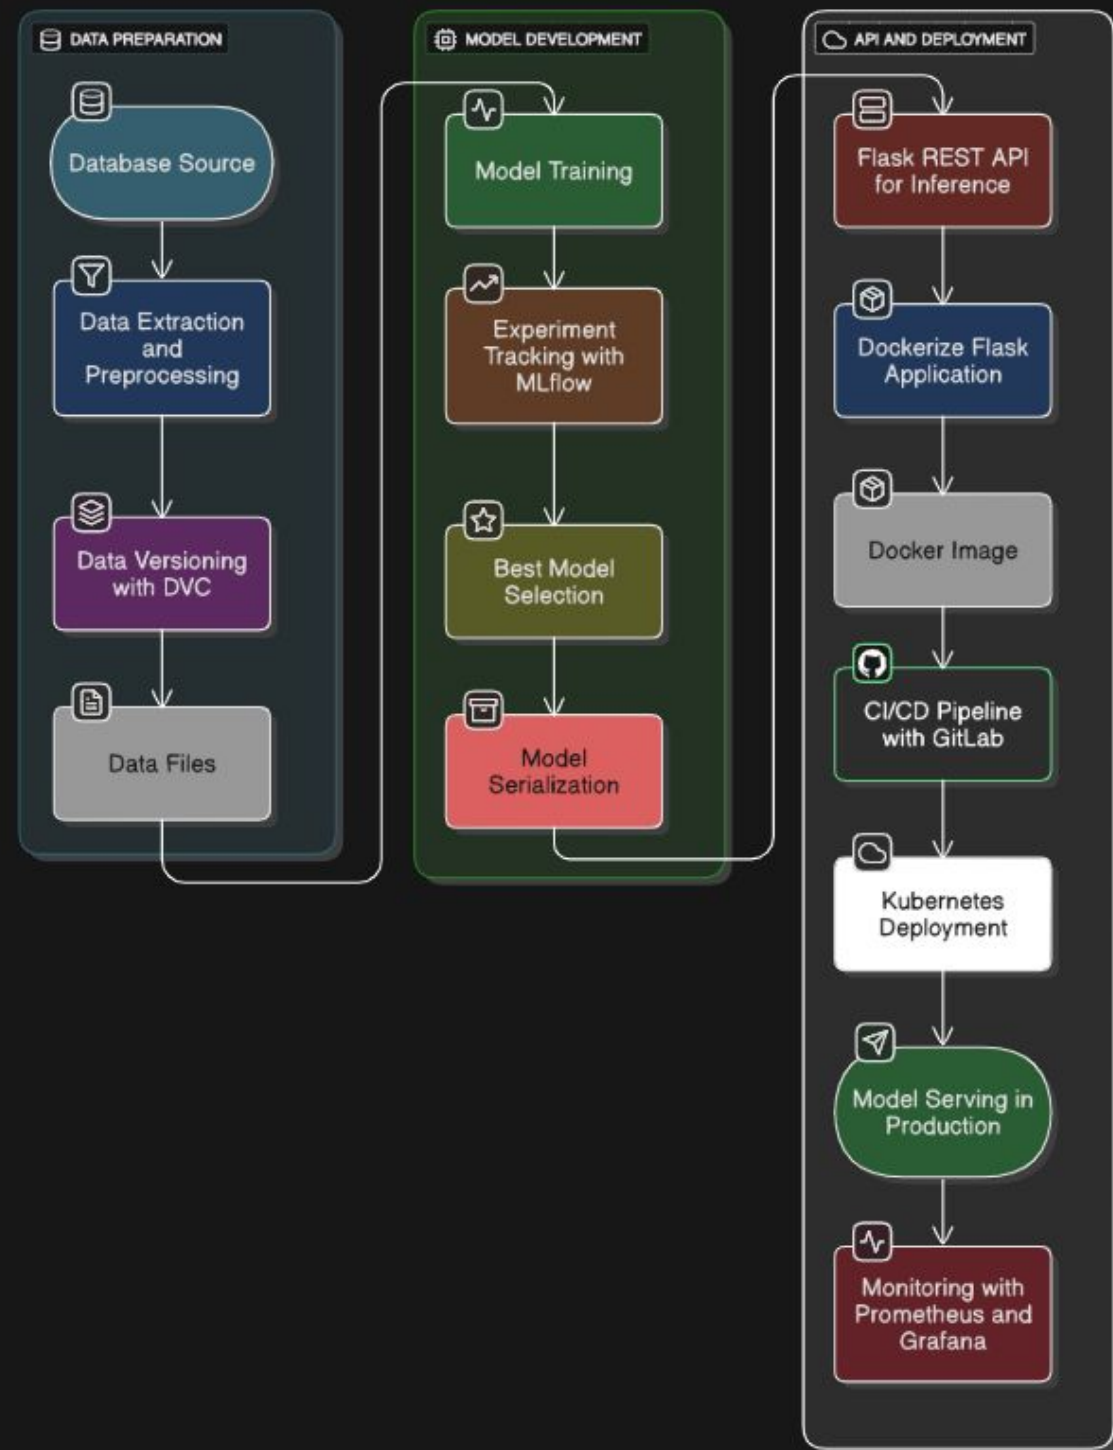 DATA PREPARATION
Database Source
Data Extraction
and
Preprocessing
Data Versioning
with DVC
Data Files
MODEL DEVELOPMENT
Model Training
Experiment
Tracking with
MLflow
Best Model
Selection
Model
Serialization
API AND DEPLOYMENT
Flask REST API
for Inference
Dockerize Flask
Application
Docker Image
CI/CD Pipeline
with GitLab
Kubernetes
Deployment
Model Serving in
Production
Monitoring with
Prometheus and
Grafana